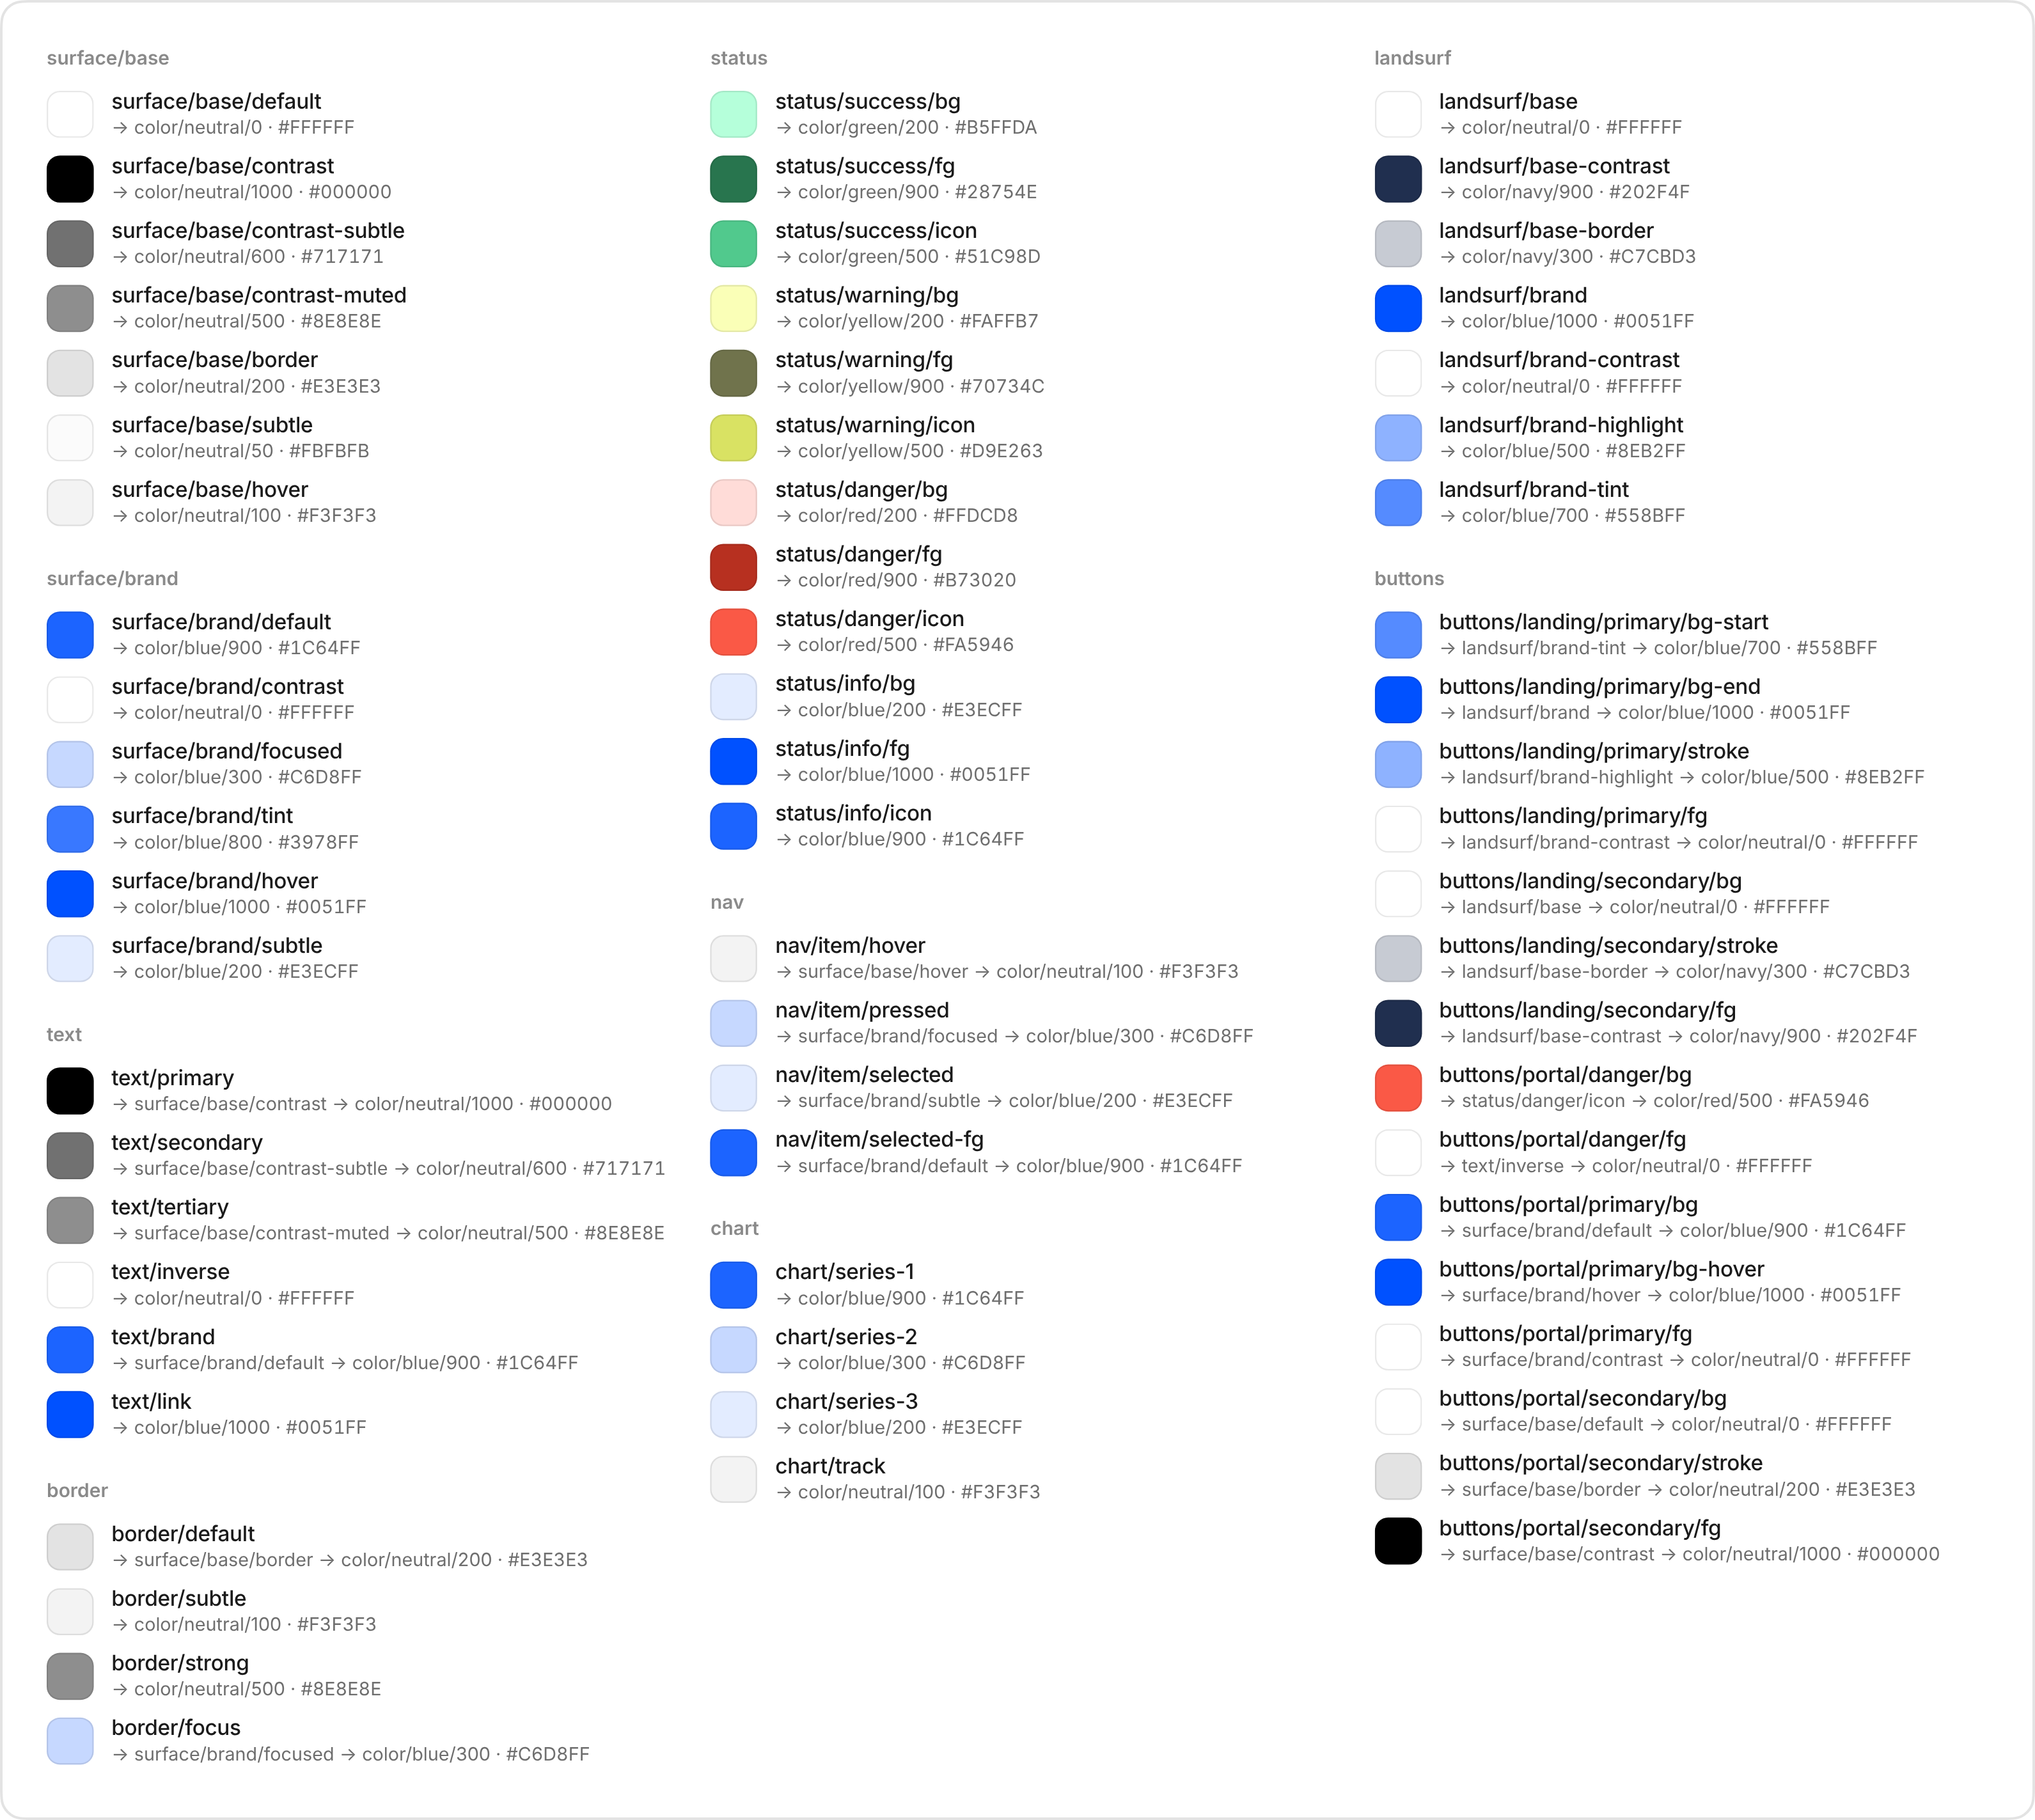 surface/base
surface/base/default
→ color/neutral/0 · #FFFFFF
surface/base/contrast
→ color/neutral/1000 · #000000
surface/base/contrast-subtle
→ color/neutral/600 · #717171
surface/base/contrast-muted
→ color/neutral/500 · #8E8E8E
surface/base/border
→ color/neutral/200 · #E3E3E3
surface/base/subtle
→ color/neutral/50 · #FBFBFB
surface/base/hover
→ color/neutral/100 · #F3F3F3
surface/brand
surface/brand/default
→ color/blue/900 · #1C64FF
surface/brand/contrast
→ color/neutral/0 · #FFFFFF
surface/brand/focused
→ color/blue/300 · #C6D8FF
surface/brand/tint
→ color/blue/800 · #3978FF
surface/brand/hover
→ color/blue/1000 · #0051FF
surface/brand/subtle
→ color/blue/200 · #E3ECFF
text
text/primary
→ surface/base/contrast → color/neutral/1000 · #000000
text/secondary
→ surface/base/contrast-subtle → color/neutral/600 · #717171
text/tertiary
→ surface/base/contrast-muted → color/neutral/500 · #8E8E8E
text/inverse
→ color/neutral/0 · #FFFFFF
text/brand
→ surface/brand/default → color/blue/900 · #1C64FF
text/link
→ color/blue/1000 · #0051FF
border
border/default
→ surface/base/border → color/neutral/200 · #E3E3E3
border/subtle
→ color/neutral/100 · #F3F3F3
border/strong
→ color/neutral/500 · #8E8E8E
border/focus
→ surface/brand/focused → color/blue/300 · #C6D8FF
status
status/success/bg
→ color/green/200 · #B5FFDA
status/success/fg
→ color/green/900 · #28754E
status/success/icon
→ color/green/500 · #51C98D
status/warning/bg
→ color/yellow/200 · #FAFFB7
status/warning/fg
→ color/yellow/900 · #70734C
status/warning/icon
→ color/yellow/500 · #D9E263
status/danger/bg
→ color/red/200 · #FFDCD8
status/danger/fg
→ color/red/900 · #B73020
status/danger/icon
→ color/red/500 · #FA5946
status/info/bg
→ color/blue/200 · #E3ECFF
status/info/fg
→ color/blue/1000 · #0051FF
status/info/icon
→ color/blue/900 · #1C64FF
nav
nav/item/hover
→ surface/base/hover → color/neutral/100 · #F3F3F3
nav/item/pressed
→ surface/brand/focused → color/blue/300 · #C6D8FF
nav/item/selected
→ surface/brand/subtle → color/blue/200 · #E3ECFF
nav/item/selected-fg
→ surface/brand/default → color/blue/900 · #1C64FF
chart
chart/series-1
→ color/blue/900 · #1C64FF
chart/series-2
→ color/blue/300 · #C6D8FF
chart/series-3
→ color/blue/200 · #E3ECFF
chart/track
→ color/neutral/100 · #F3F3F3
landsurf
landsurf/base
→ color/neutral/0 · #FFFFFF
landsurf/base-contrast
→ color/navy/900 · #202F4F
landsurf/base-border
→ color/navy/300 · #C7CBD3
landsurf/brand
→ color/blue/1000 · #0051FF
landsurf/brand-contrast
→ color/neutral/0 · #FFFFFF
landsurf/brand-highlight
→ color/blue/500 · #8EB2FF
landsurf/brand-tint
→ color/blue/700 · #558BFF
buttons
buttons/landing/primary/bg-start
→ landsurf/brand-tint → color/blue/700 · #558BFF
buttons/landing/primary/bg-end
→ landsurf/brand → color/blue/1000 · #0051FF
buttons/landing/primary/stroke
→ landsurf/brand-highlight → color/blue/500 · #8EB2FF
buttons/landing/primary/fg
→ landsurf/brand-contrast → color/neutral/0 · #FFFFFF
buttons/landing/secondary/bg
→ landsurf/base → color/neutral/0 · #FFFFFF
buttons/landing/secondary/stroke
→ landsurf/base-border → color/navy/300 · #C7CBD3
buttons/landing/secondary/fg
→ landsurf/base-contrast → color/navy/900 · #202F4F
buttons/portal/danger/bg
→ status/danger/icon → color/red/500 · #FA5946
buttons/portal/danger/fg
→ text/inverse → color/neutral/0 · #FFFFFF
buttons/portal/primary/bg
→ surface/brand/default → color/blue/900 · #1C64FF
buttons/portal/primary/bg-hover
→ surface/brand/hover → color/blue/1000 · #0051FF
buttons/portal/primary/fg
→ surface/brand/contrast → color/neutral/0 · #FFFFFF
buttons/portal/secondary/bg
→ surface/base/default → color/neutral/0 · #FFFFFF
buttons/portal/secondary/stroke
→ surface/base/border → color/neutral/200 · #E3E3E3
buttons/portal/secondary/fg
→ surface/base/contrast → color/neutral/1000 · #000000